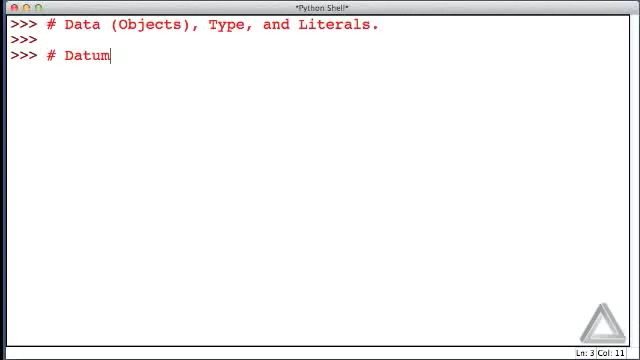 *Python Shell*
>>> # Data (Objects), Type, and Literals.
>>>
>>> # Datum
Ln: 3 Col: 11